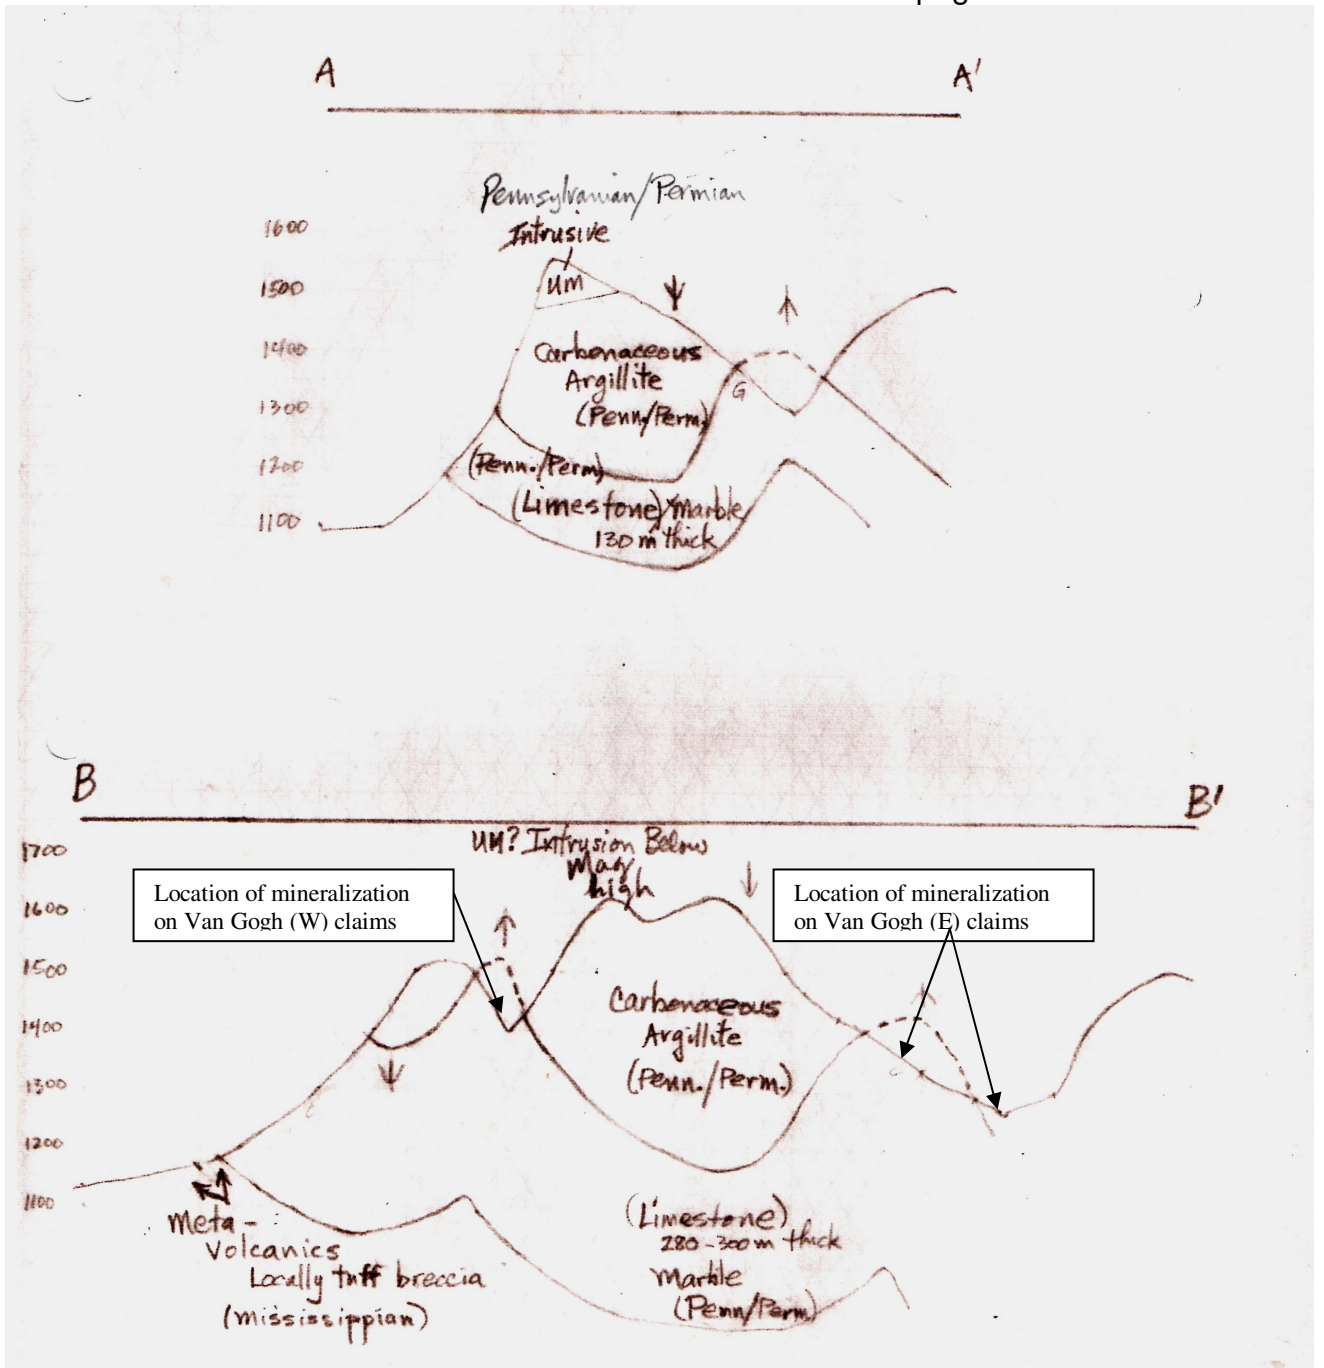 A A'
Pennsylvanian/Permian
Intrusive
1600
1500
1400
1300
1200
1100
um
Carbonaceous
Argillite
(Penn./Perm.)
G
(Penn./Perm)
(Limestone) marble
130 m thick
B B'
UM? Intrusion Below
Mag
high
1700
1600
1500
1400
1300
1200
1100
Location of mineralization
on Van Gogh (W) claims
Location of mineralization
on Van Gogh (E) claims
Carbonaceous
Argillite
(Penn./Perm.)
Meta-
Volcanics
Locally tuff breccia
(mississippian)
(Limestone)
280-300 m thick
Marble
(Penn/Perm)